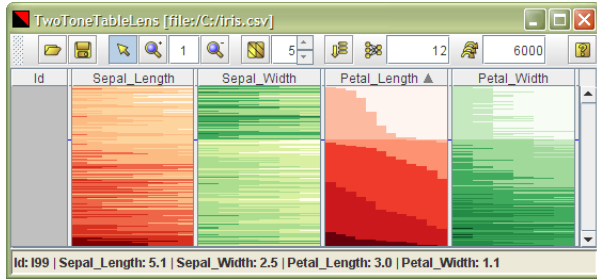 TwoToneTableLens [file:/C:/iris.csv]
1 5 12 6000 ?
Id Sepal_Length Sepal_Width Petal_Length ▲ Petal_Width
Id: I99 | Sepal_Length: 5.1 | Sepal_Width: 2.5 | Petal_Length: 3.0 | Petal_Width: 1.1